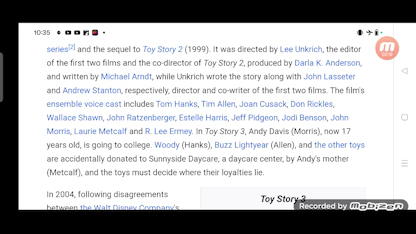 10:35
series[2] and the sequel to Toy Story 2 (1999). It was directed by Lee Unkrich, the editor
of the first two films and the co-director of Toy Story 2, produced by Darla K. Anderson,
and written by Michael Arndt, while Unkrich wrote the story along with John Lasseter
and Andrew Stanton, respectively, director and co-writer of the first two films. The film's
ensemble voice cast includes Tom Hanks, Tim Allen, Joan Cusack, Don Rickles,
Wallace Shawn, John Ratzenberger, Estelle Harris, Jeff Pidgeon, Jodi Benson, John
Morris, Laurie Metcalf and R. Lee Ermey. In Toy Story 3, Andy Davis (Morris), now 17
years old, is going to college. Woody (Hanks), Buzz Lightyear (Allen), and the other toys
are accidentally donated to Sunnyside Daycare, a daycare center, by Andy's mother
(Metcalf), and the toys must decide where their loyalties lie.
In 2004, following disagreements
between the Walt Disney Company's
Toy Story 3
Recorded by Mobizen